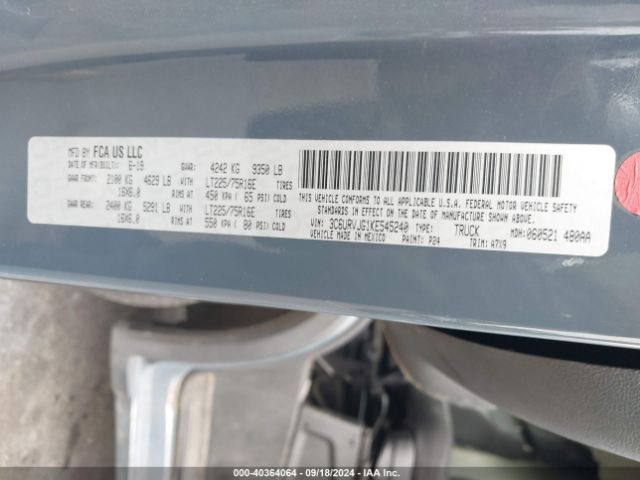 MFD BY FCA US LLC
DATE OF MFR(BUILT): 6-19 GVWR: 4242 KG 9350 LB
GAWR FRONT: 2100 KG 4629 LB WITH LT225/75R16E TIRES
16X6.0 RIMS AT 450 KPA ( 65 PSI) COLD
GAWR REAR: 2400 KG 5291 LB WITH LT225/75R16E TIRES
16X6.0 RIMS AT 550 KPA ( 80 PSI) COLD
THIS VEHICLE CONFORMS TO ALL APPLICABLE U.S.A. FEDERAL MOTOR VEHICLE SAFETY
STANDARDS IN EFFECT ON THE DATE OF MANUFACTURE SHOWN ABOVE.
VIN: 3C6URVJG1KE545240 TYPE: TRUCK MDH: 060521 480AA
VEHICLE MADE IN MEXICO PAINT: P24 TRIM: A7X9
000-40364064 / 09/18/2024 / IAA Inc.